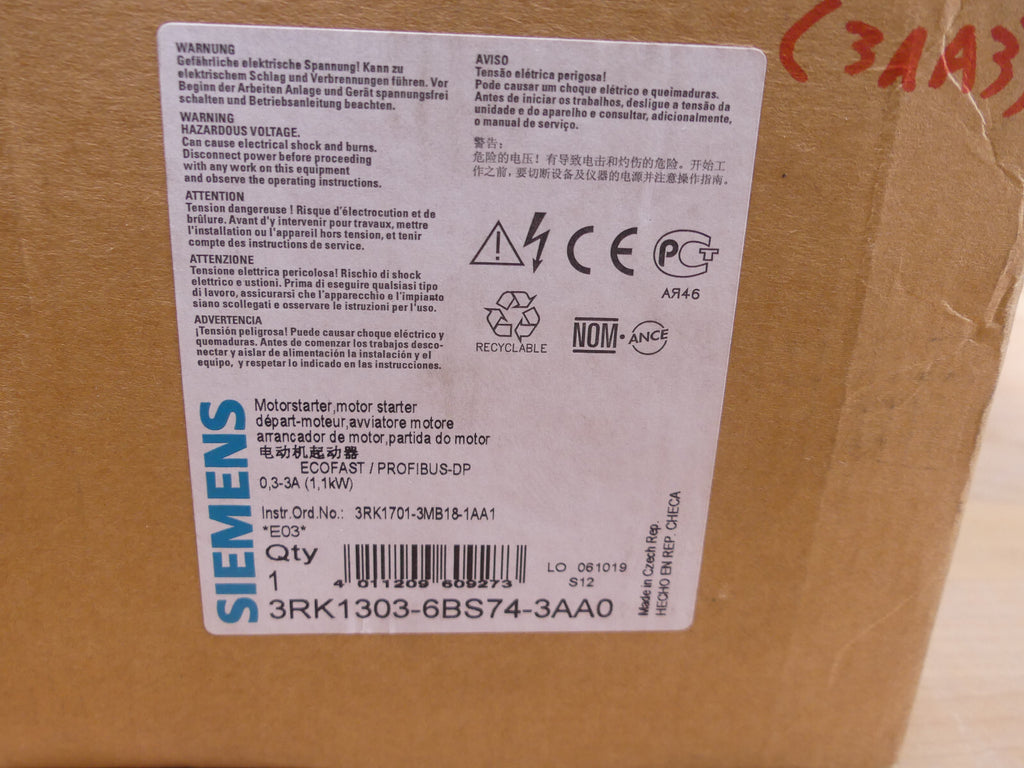 (3AA3)
WARNUNG
Gefährliche elektrische Spannung! Kann zu
elektrischem Schlag und Verbrennungen führen. Vor
Beginn der Arbeiten Anlage und Gerät spannungsfrei
schalten und Betriebsanleitung beachten.
WARNING
HAZARDOUS VOLTAGE.
Can cause electrical shock and burns.
Disconnect power before proceeding
with any work on this equipment
and observe the operating instructions.
ATTENTION
Tension dangereuse ! Risque d'électrocution et de
brûlure. Avant d'y intervenir pour travaux, mettre
l'installation ou l'appareil hors tension, et tenir
compte des instructions de service.
ATTENZIONE
Tensione elettrica pericolosa! Rischio di shock
elettrico e ustioni. Prima di eseguire qualsiasi tipo
di lavoro, assicurarsi che l'apparecchio e l'impianto
siano scollegati e osservare le istruzioni per l'uso.
ADVERTENCIA
¡Tensión peligrosa! Puede causar choque eléctrico y
quemaduras. Antes de comenzar los trabajos desco-
nectar y aislar de alimentación la instalación y el
equipo, y respetar lo indicado en las instrucciones.
AVISO
Tensão elétrica perigosa!
Pode causar um choque elétrico e queimaduras.
Antes de iniciar os trabalhos, desligue a tensão da
unidade e do aparelho e consultar, adicionalmente,
o manual de serviço.
警告:
危险的电压!有导致电击和灼伤的危险。开始工
作之前,要切断设备及仪器的电源并注意操作指南。
CE
РСТ
АЯ46
RECYCLABLE
NOM·ANCE
SIEMENS
Motorstarter,motor starter
départ-moteur,avviatore motore
arrancador de motor,partida do motor
电动机起动器
ECOFAST / PROFIBUS-DP
0,3-3A (1,1kW)
Instr.Ord.No.: 3RK1701-3MB18-1AA1
*E03*
Qty
1
4 011209 609273
LO 061019
S12
3RK1303-6BS74-3AA0
Made in Czech Rep.
HECHO EN REP. CHECA